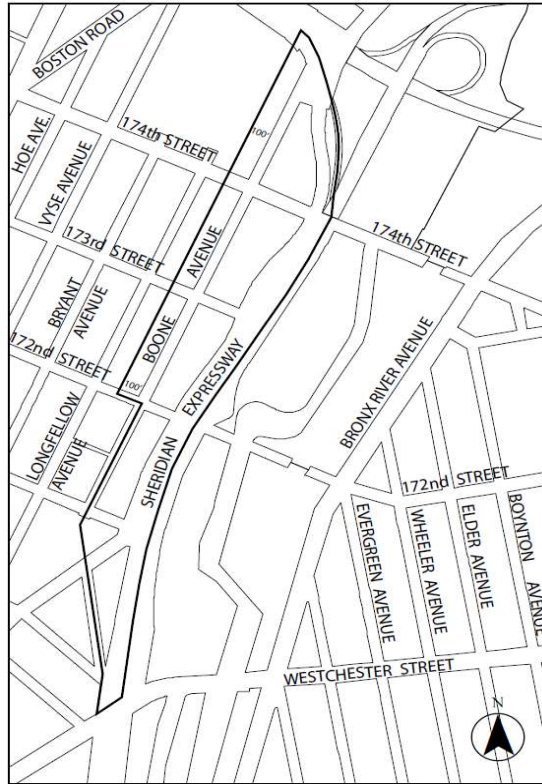 BOSTON ROAD
HOE AVE.
VYSE AVENUE
174th STREET
100'
173rd STREET
AVENUE
174th STREET
BRYANT
AVENUE
BOONE
172nd STREET
100'
EXPRESSWAY
BRONX RIVER AVENUE
LONGFELLOW
AVENUE
SHERIDAN
172nd STREET
EVERGREEN AVENUE
WHEELER AVENUE
ELDER AVENUE
BOYNTON
AVENUE
WESTCHESTER STREET
N